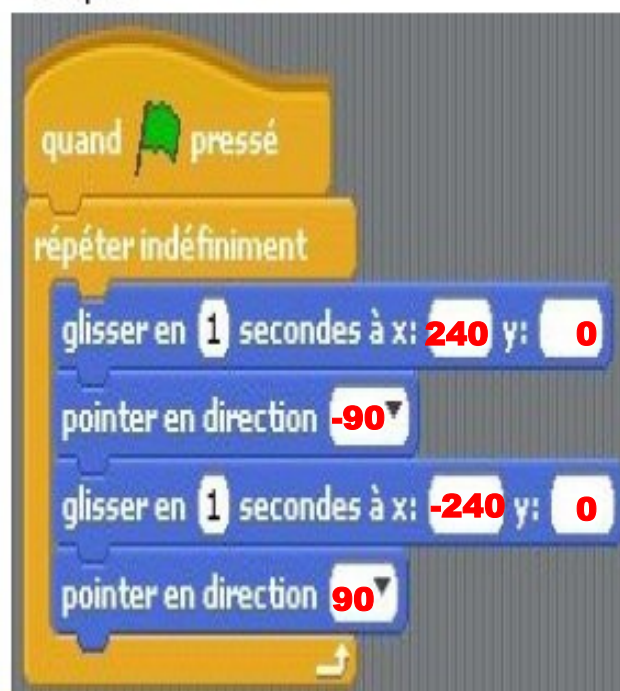 quand pressé
répéter indéfiniment
glisser en 1 secondes à x: 240 y: 0
pointer en direction -90
glisser en 1 secondes à x: -240 y: 0
pointer en direction 90